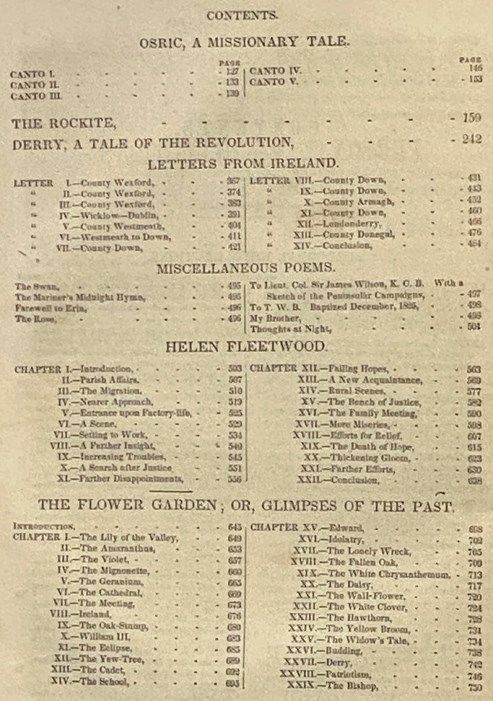 CONTENTS.
OSRIC, A MISSIONARY TALE.
PAGE
CANTO I. - 127
CANTO II. - 133
CANTO III. - 139
PAGE
CANTO IV. - 146
CANTO V. - 153
THE ROCKITE, - 159
DERRY, A TALE OF THE REVOLUTION, - 242
LETTERS FROM IRELAND.
LETTER I.—County Wexford, - 367
" II.—County Wexford, - 374
" III.—County Wexford, - 383
" IV.—Wicklow—Dublin, - 391
" V.—County Westmeath, - 404
" VI.—Westmeath to Down, - 411
" VII.—County Down, - 421
LETTER VIII.—County Down, - 431
" IX.—County Down, - 443
" X.—County Armagh, - 452
" XI.—County Down, - 460
" XII.—Londonderry, - 466
" XIII.—County Donegal, - 476
" XIV.—Conclusion, - 484
MISCELLANEOUS POEMS.
The Swan, - 495
The Mariner's Midnight Hymn, - 495
Farewell to Erin, - 496
The Rose, - 496
To Lieut. Col. Sir James Wilson, K. C. B. With a
Sketch of the Peninsular Campaigns, - 497
To T. W. B. Baptized December, 1825, - 498
My Brother, - 498
Thoughts at Night, - 501
HELEN FLEETWOOD.
CHAPTER I.—Introduction, - 503
II.—Parish Affairs, - 507
III.—The Migration, - 510
IV.—Nearer Approach, - 519
V.—Entrance upon Factory-life, - 525
VI.—A Scene, - 529
VII.—Setting to Work, - 534
VIII.—A Farther Insight, - 540
IX.—Increasing Troubles, - 545
X.—A Search after Justice - 551
XI.—Farther Disappointments, - 556
CHAPTER XII.—Failing Hopes, - 563
XIII.—A New Acquaintance, - 569
XIV.—Rural Scenes, - 577
XV.—The Bench of Justice, - 582
XVI.—The Family Meeting, - 590
XVII.—More Miseries, - 598
XVIII.—Efforts for Relief, - 607
XIX.—The Death of Hope, - 615
XX.—Thickening Gloom, - 623
XXI.—Farther Efforts, - 630
XXII.—Conclusion, - 638
THE FLOWER GARDEN; OR, GLIMPSES OF THE PAST.
INTRODUCTION, - 645
CHAPTER I.—The Lily of the Valley, 649
II.—The Amaranthus, - 653
III.—The Violet, - 657
IV.—The Mignonette, - 660
V.—The Geranium, - 665
VI.—The Cathedral, - 669
VII.—The Meeting, - 673
VIII.—Ireland, - 676
IX.—The Oak-Stump, - 680
X.—William III, - 683
XI.—The Eclipse, - 685
XII.—The Yew-Tree, - 689
XIII.—The Cadet, - 692
XIV.—The School, - 695
CHAPTER XV.—Edward, - 698
XVI.—Idolatry, - 702
XVII.—The Lonely Wreck, - 705
XVIII.—The Fallen Oak, - 709
XIX.—The White Chrysanthemum, - 713
XX.—The Daisy, - 717
XXI.—The Wall-Flower, - 720
XXII.—The White Clover, - 724
XXIII.—The Hawthorn, - 728
XXIV.—The Yellow Broom, - 731
XXV.—The Widow's Tale, - 734
XXVI.—Budding, - 738
XXVII.—Derry, - 742
XXVIII.—Patriotism, - 746
XXIX.—The Bishop, - 750